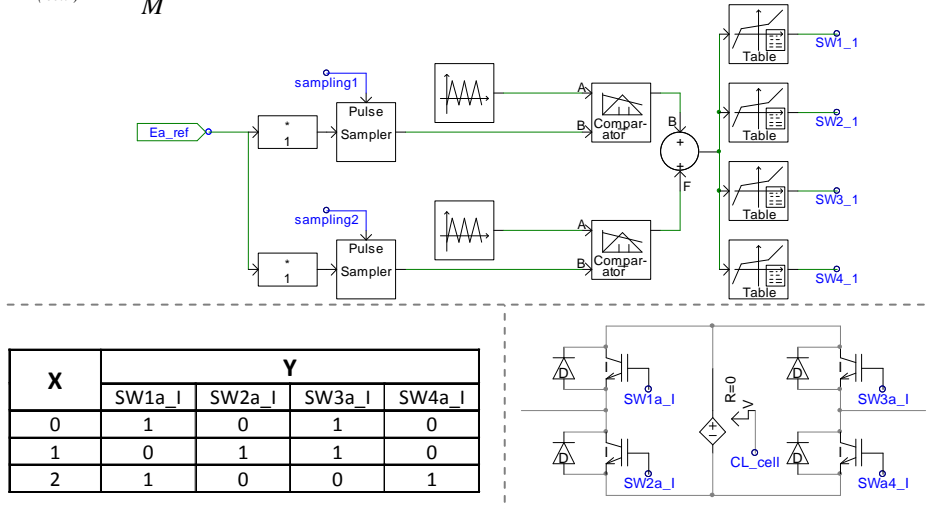 M
SW1_1
Table
sampling1
Pulse
Sampler
A
B
Compar-
ator
Ea_ref
*
1
B
+
+
F
SW2_1
Table
SW3_1
Table
sampling2
Pulse
Sampler
A
B
Compar-
ator
*
1
SW4_1
Table
X Y
SW1a_I SW2a_I SW3a_I SW4a_I
0 1 0 1 0
1 0 1 1 0
2 1 0 0 1
D
SW1a_I
R=0
V
+
CL_cell
D
SW3a_I
D
SW2a_I
D
SWa4_I